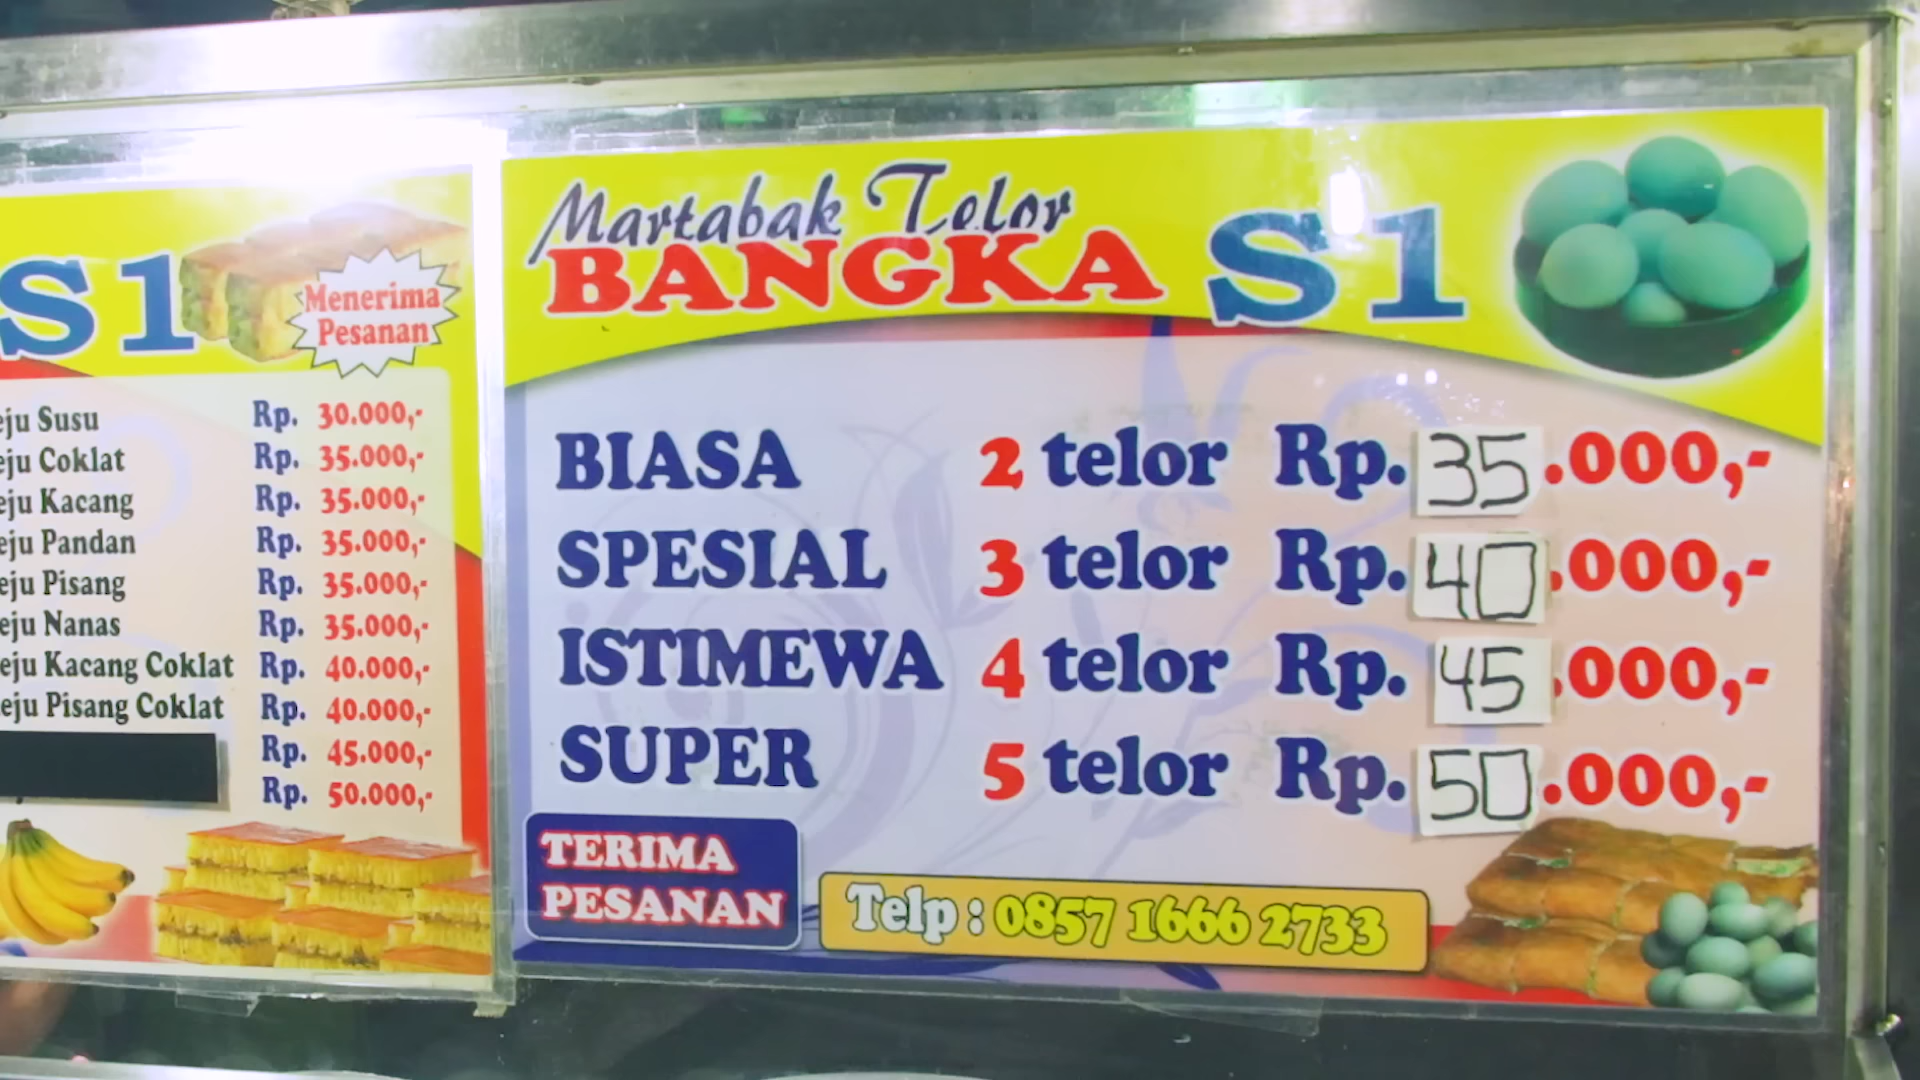 S1
Menerima
Pesanan
eju Susu Rp. 30.000,-
eju Coklat Rp. 35.000,-
eju Kacang Rp. 35.000,-
eju Pandan Rp. 35.000,-
eju Pisang Rp. 35.000,-
eju Nanas Rp. 35.000,-
eju Kacang Coklat Rp. 40.000,-
eju Pisang Coklat Rp. 40.000,-
Rp. 45.000,-
Rp. 50.000,-
Martabak Telor
BANGKA S1
BIASA 2 telor Rp. 35.000,-
SPESIAL 3 telor Rp. 40.000,-
ISTIMEWA 4 telor Rp. 45.000,-
SUPER 5 telor Rp. 50.000,-
TERIMA
PESANAN
Telp : 0857 1666 2733